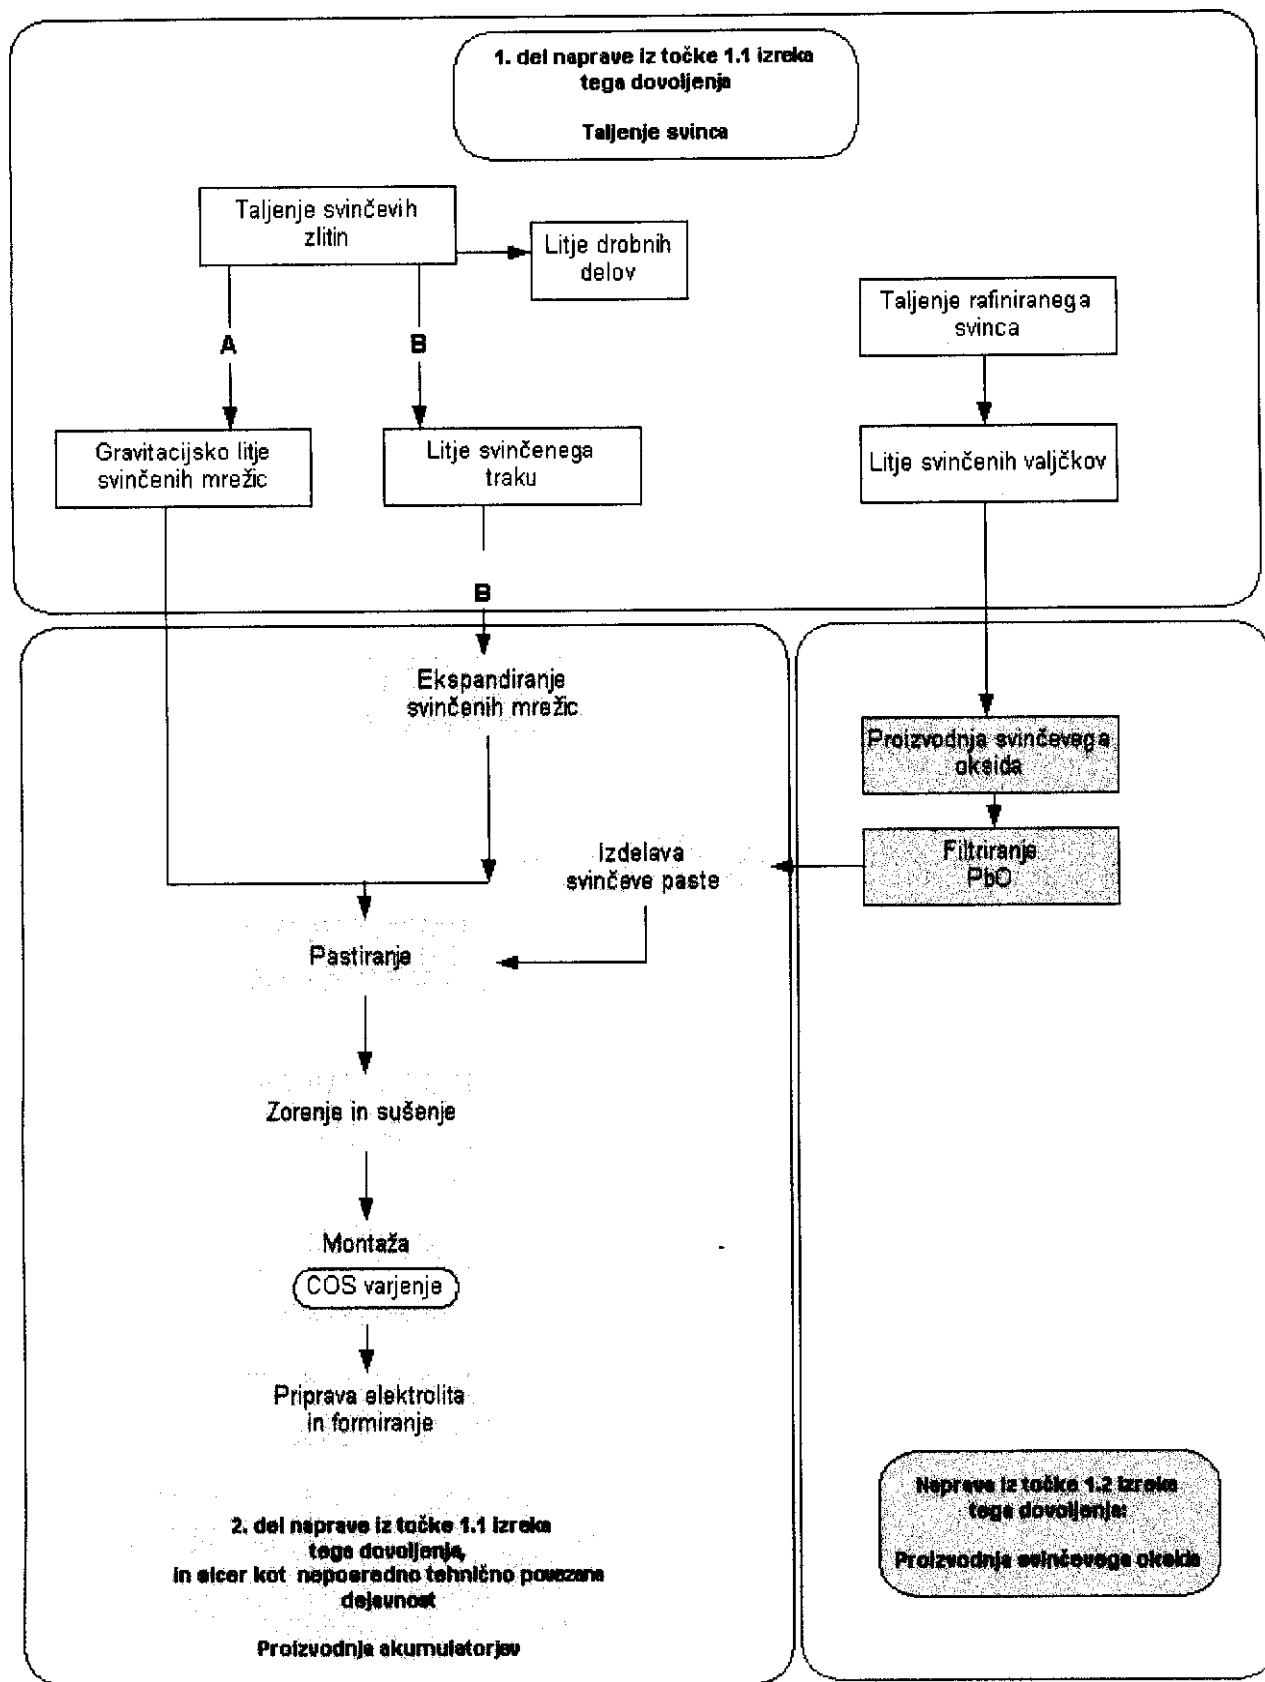 1. del naprave iz točke 1.1 izreka
tega dovoljenja
Taljenje svinca
Taljenje svinčevih
zlitin
Litje drobnih
delov
Taljenje rafiniranega
svinca
A
B
Gravitacijsko litje
svinčenih mrežic
Litje svinčenega
traku
Litje svinčenih valjčkov
B
Ekspandiranje
svinčenih mrežic
Proizvodnja svinčevega
oksida
Izdelava
svinčeve paste
Filtriranje
PbO
Pastiranje
Zorenje in sušenje
Montaža
COS varjenje
Priprava elektrolita
in formiranje
2. del naprave iz točke 1.1 izreka
tega dovoljenja,
in sicer kot neposredno tehnično povezana
dejavnost
Proizvodnja akumulatorjev
Naprave iz točke 1.2 izreka
tega dovoljenja:
Proizvodnja svinčevega oksida